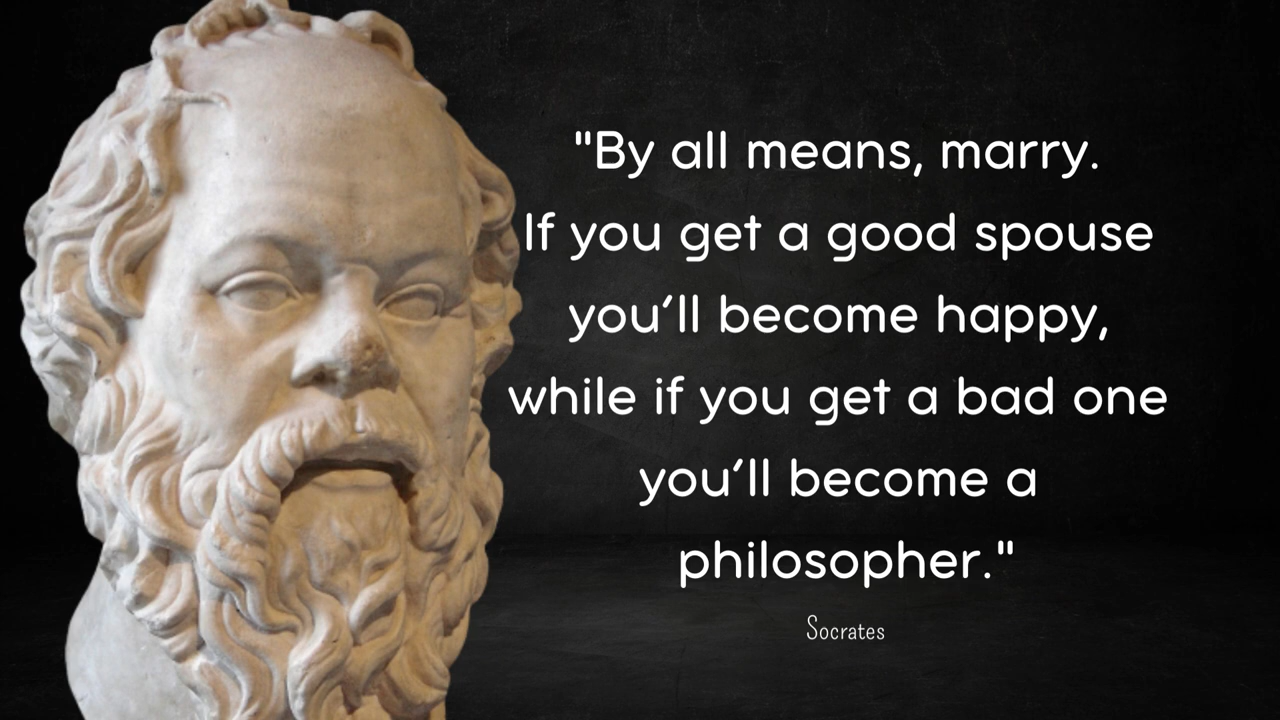 "By all means, marry.
If you get a good spouse
you’ll become happy,
while if you get a bad one
you’ll become a
philosopher."
Socrates